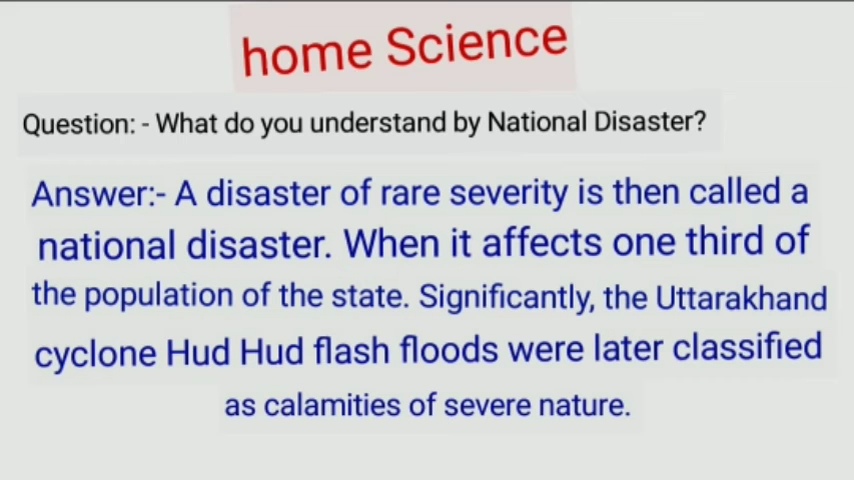 home Science
Question: - What do you understand by National Disaster?
Answer:- A disaster of rare severity is then called a
national disaster. When it affects one third of
the population of the state. Significantly, the Uttarakhand
cyclone Hud Hud flash floods were later classified
as calamities of severe nature.